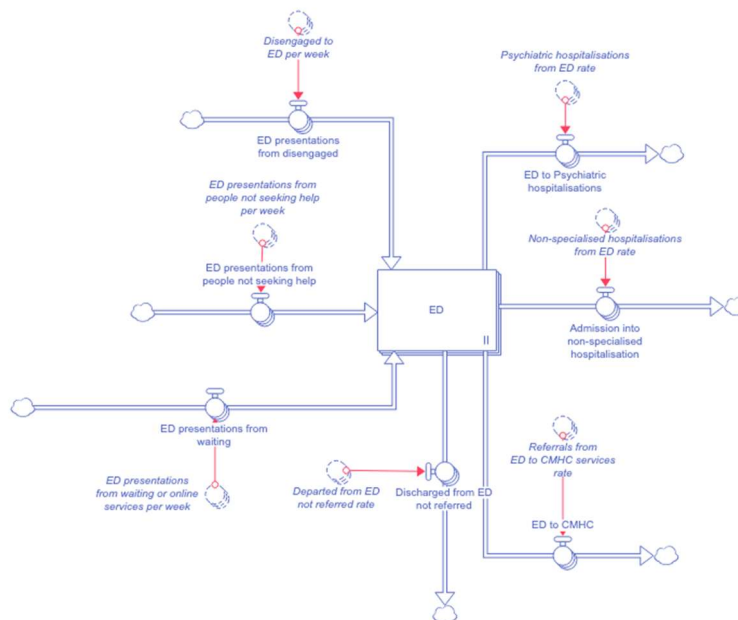 Disengaged to
ED per week
ED presentations
from disengaged
Psychiatric hospitalisations
from ED rate
ED to Psychiatric
hospitalisations
ED presentations from
people not seeking help
per week
ED presentations from
people not seeking help
Non-specialised hospitalisations
from ED rate
ED
II
Admission into
non-specialised
hospitalisation
ED presentations from
waiting
ED presentations
from waiting or online
services per week
Departed from ED
not referred rate
Discharged from ED
not referred
Referrals from
ED to CMHC services
rate
ED to CMHC